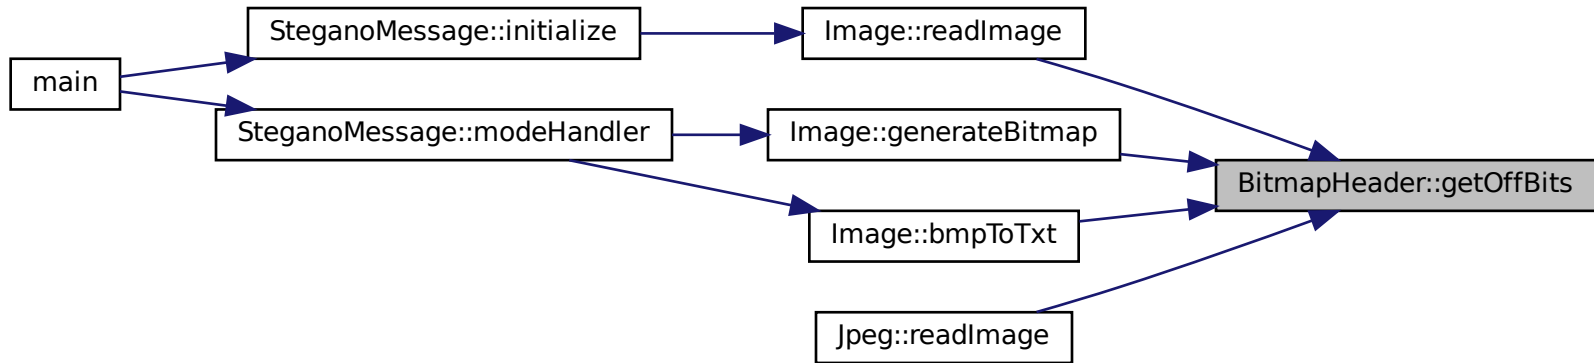 SteganoMessage::initialize
Image::readImage
main
SteganoMessage::modeHandler
Image::generateBitmap
BitmapHeader::getOffBits
Image::bmpToTxt
Jpeg::readImage